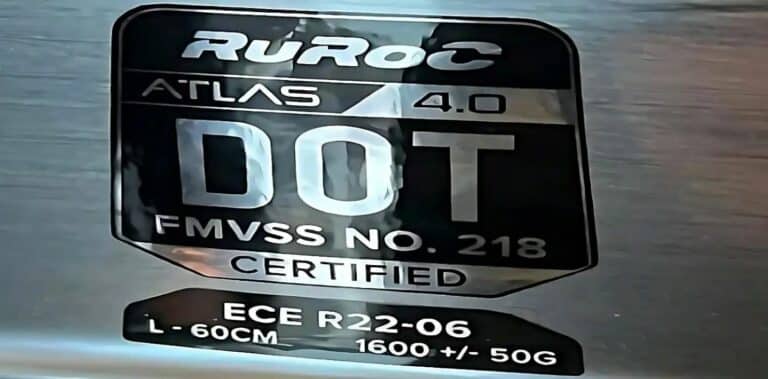 RUROC
ATLAS 4.0
DOT
FMVSS NO. 218
CERTIFIED
ECE R22-06
L - 60CM 1600 +/- 50G